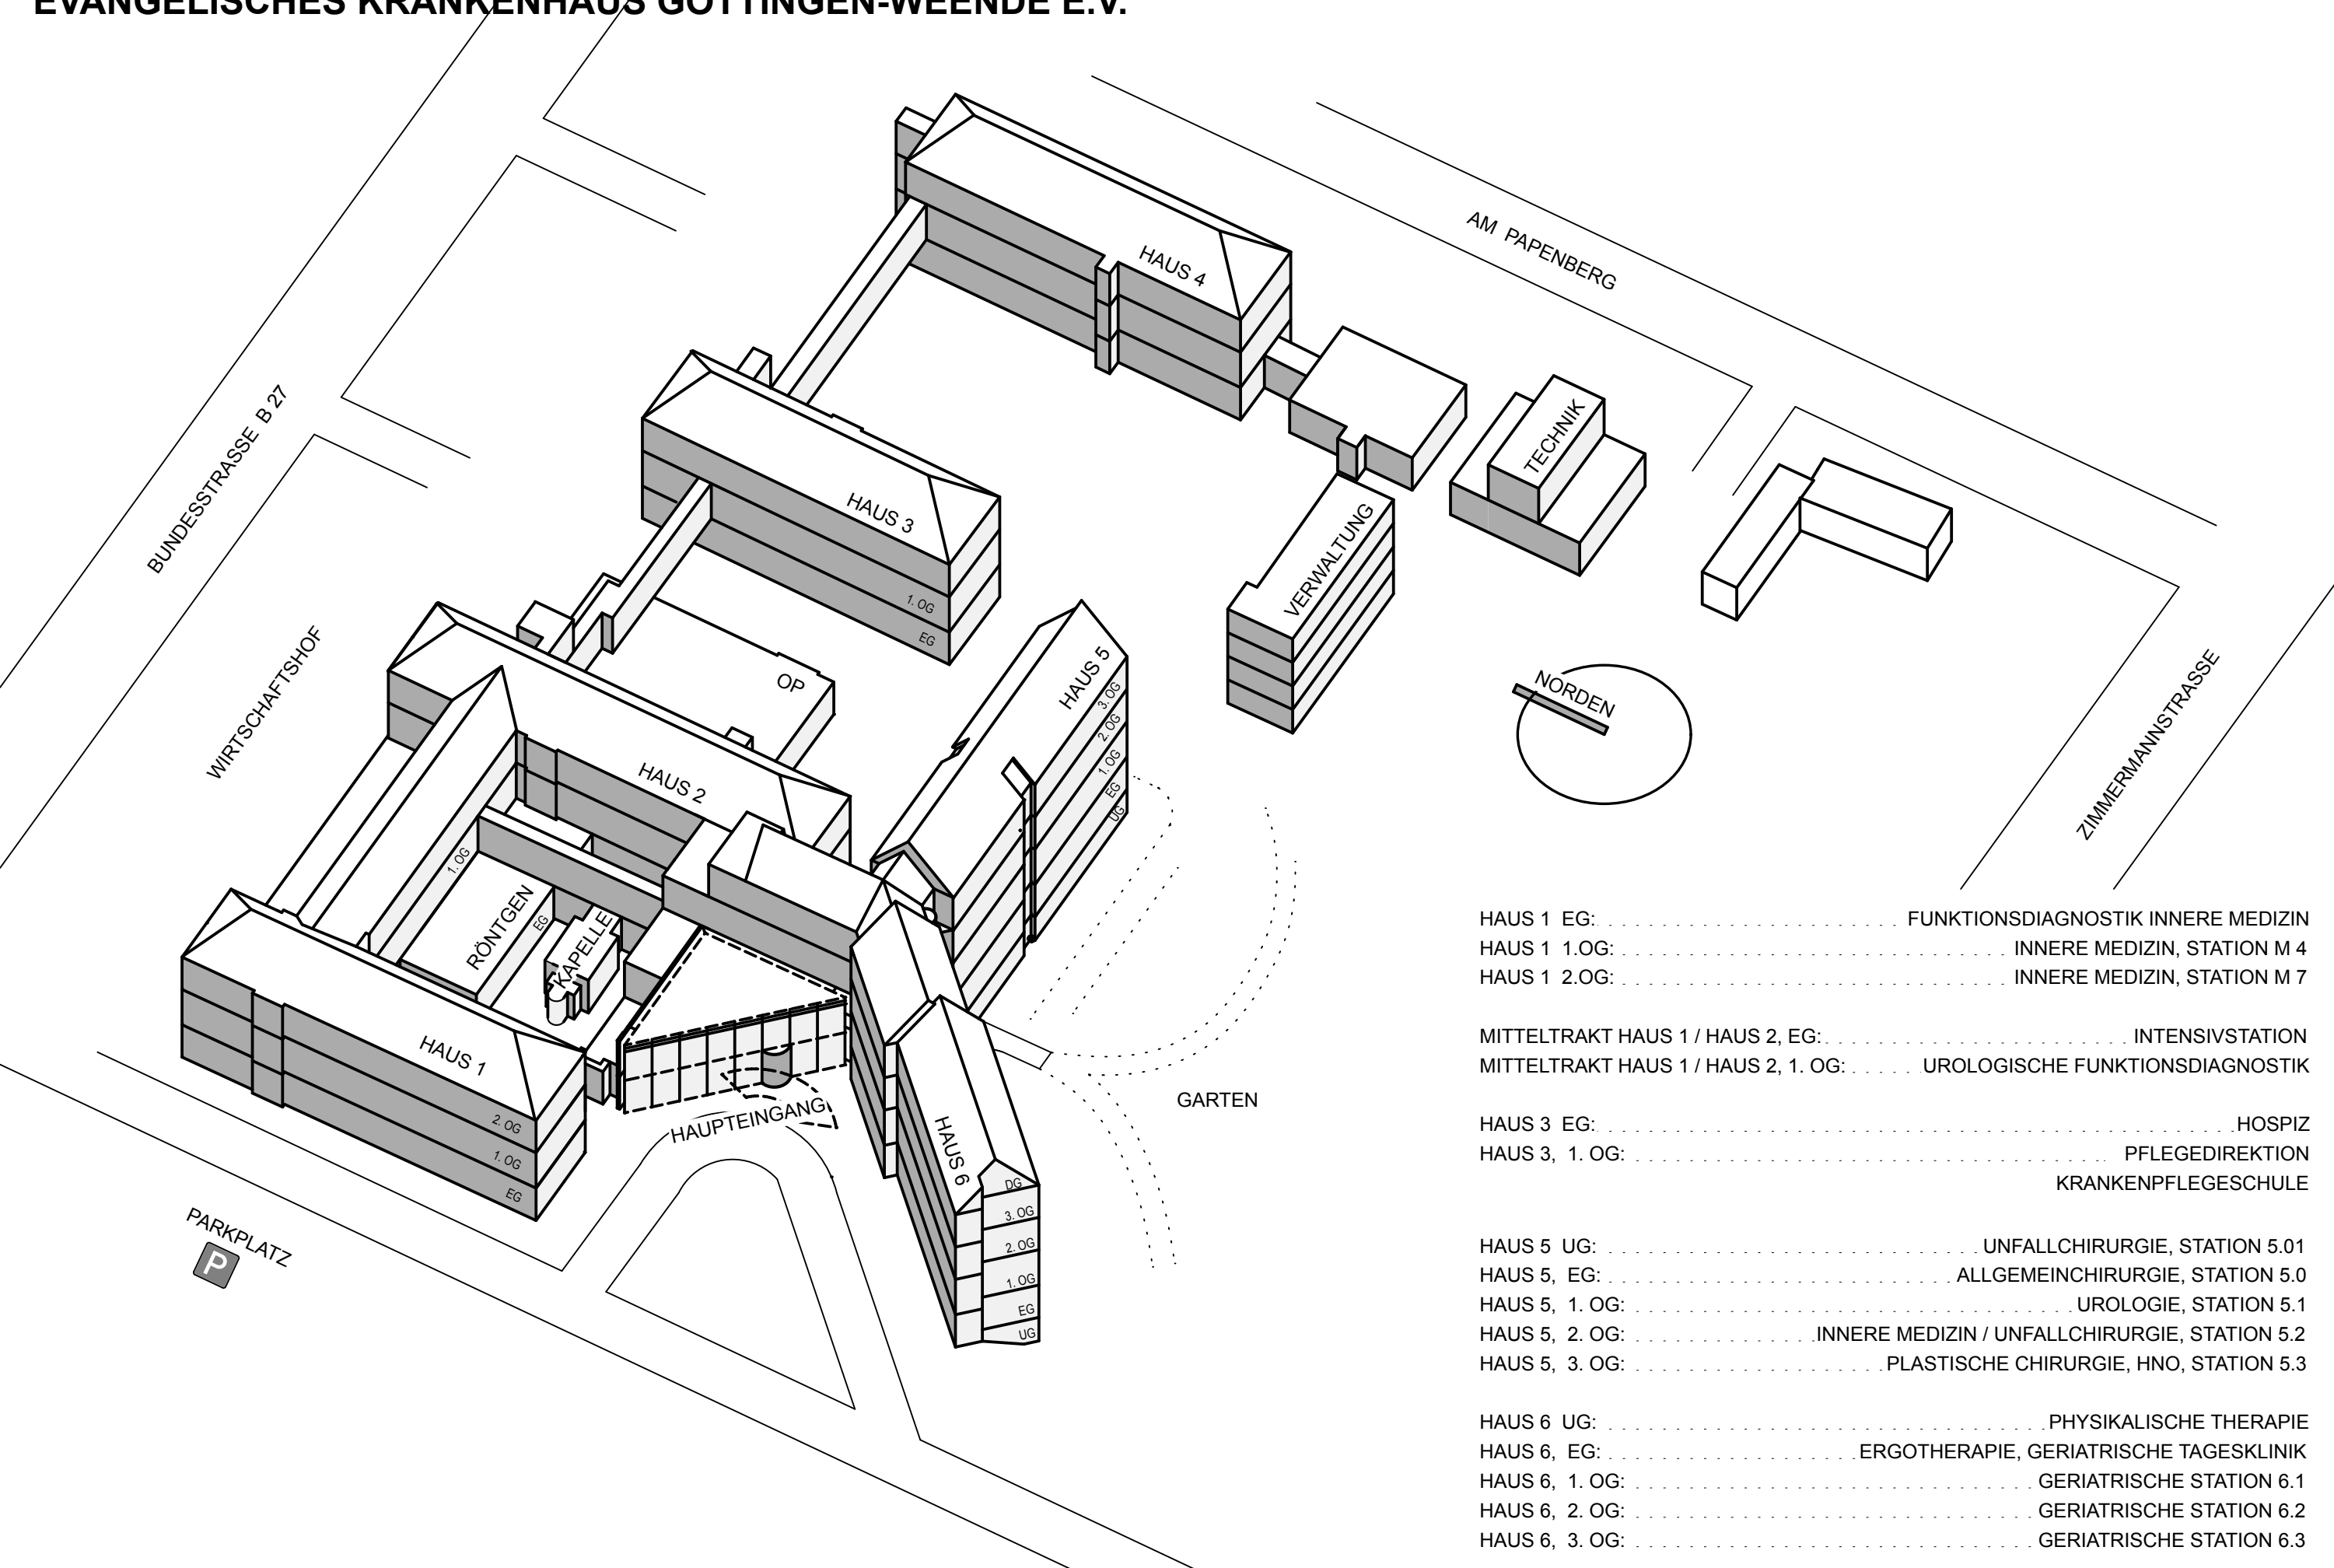 EVANGELISCHES KRANKENHAUS GÖTTINGEN-WEENDE E.V.
AM PAPENBERG
HAUS 4
BUNDESSTRASSE B 27
TECHNIK
HAUS 3
1. OG
EG
VERWALTUNG
WIRTSCHAFTSHOF
OP
HAUS 5
3. OG
2. OG
1. OG
EG
UG
NORDEN
ZIMMERMANNSTRASSE
HAUS 2
1. OG
RÖNTGEN
EG
KAPELLE
HAUS 1
2. OG
1. OG
EG
HAUPTEINGANG
GARTEN
HAUS 6
DG
3. OG
2. OG
1. OG
EG
UG
PARKPLATZ
P
HAUS 1 EG: FUNKTIONSDIAGNOSTIK INNERE MEDIZIN
HAUS 1 1.OG: INNERE MEDIZIN, STATION M 4
HAUS 1 2.OG: INNERE MEDIZIN, STATION M 7
MITTELTRAKT HAUS 1 / HAUS 2, EG: INTENSIVSTATION
MITTELTRAKT HAUS 1 / HAUS 2, 1. OG: UROLOGISCHE FUNKTIONSDIAGNOSTIK
HAUS 3 EG: HOSPIZ
HAUS 3, 1. OG: PFLEGEDIREKTION
KRANKENPFLEGESCHULE
HAUS 5 UG: UNFALLCHIRURGIE, STATION 5.01
HAUS 5, EG: ALLGEMEINCHIRURGIE, STATION 5.0
HAUS 5, 1. OG: UROLOGIE, STATION 5.1
HAUS 5, 2. OG: INNERE MEDIZIN / UNFALLCHIRURGIE, STATION 5.2
HAUS 5, 3. OG: PLASTISCHE CHIRURGIE, HNO, STATION 5.3
HAUS 6 UG: PHYSIKALISCHE THERAPIE
HAUS 6, EG: ERGOTHERAPIE, GERIATRISCHE TAGESKLINIK
HAUS 6, 1. OG: GERIATRISCHE STATION 6.1
HAUS 6, 2. OG: GERIATRISCHE STATION 6.2
HAUS 6, 3. OG: GERIATRISCHE STATION 6.3